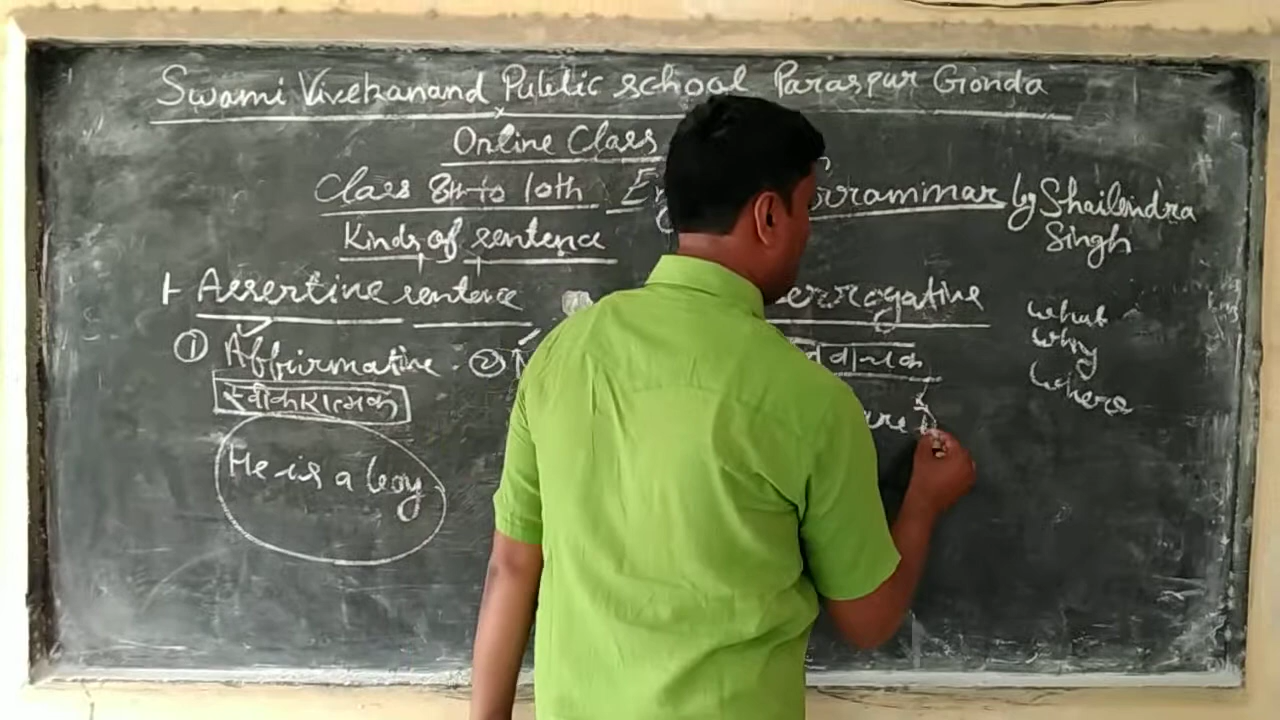 Swami Vivekanand Public school Paraspur Gonda
Online Class
Class 8th to 10th
by Shailendra Singh
Kinds of sentence
1- Assertive sentence
① Affirmative. ②
स्वीकारात्मक
He is a boy
what
why
where